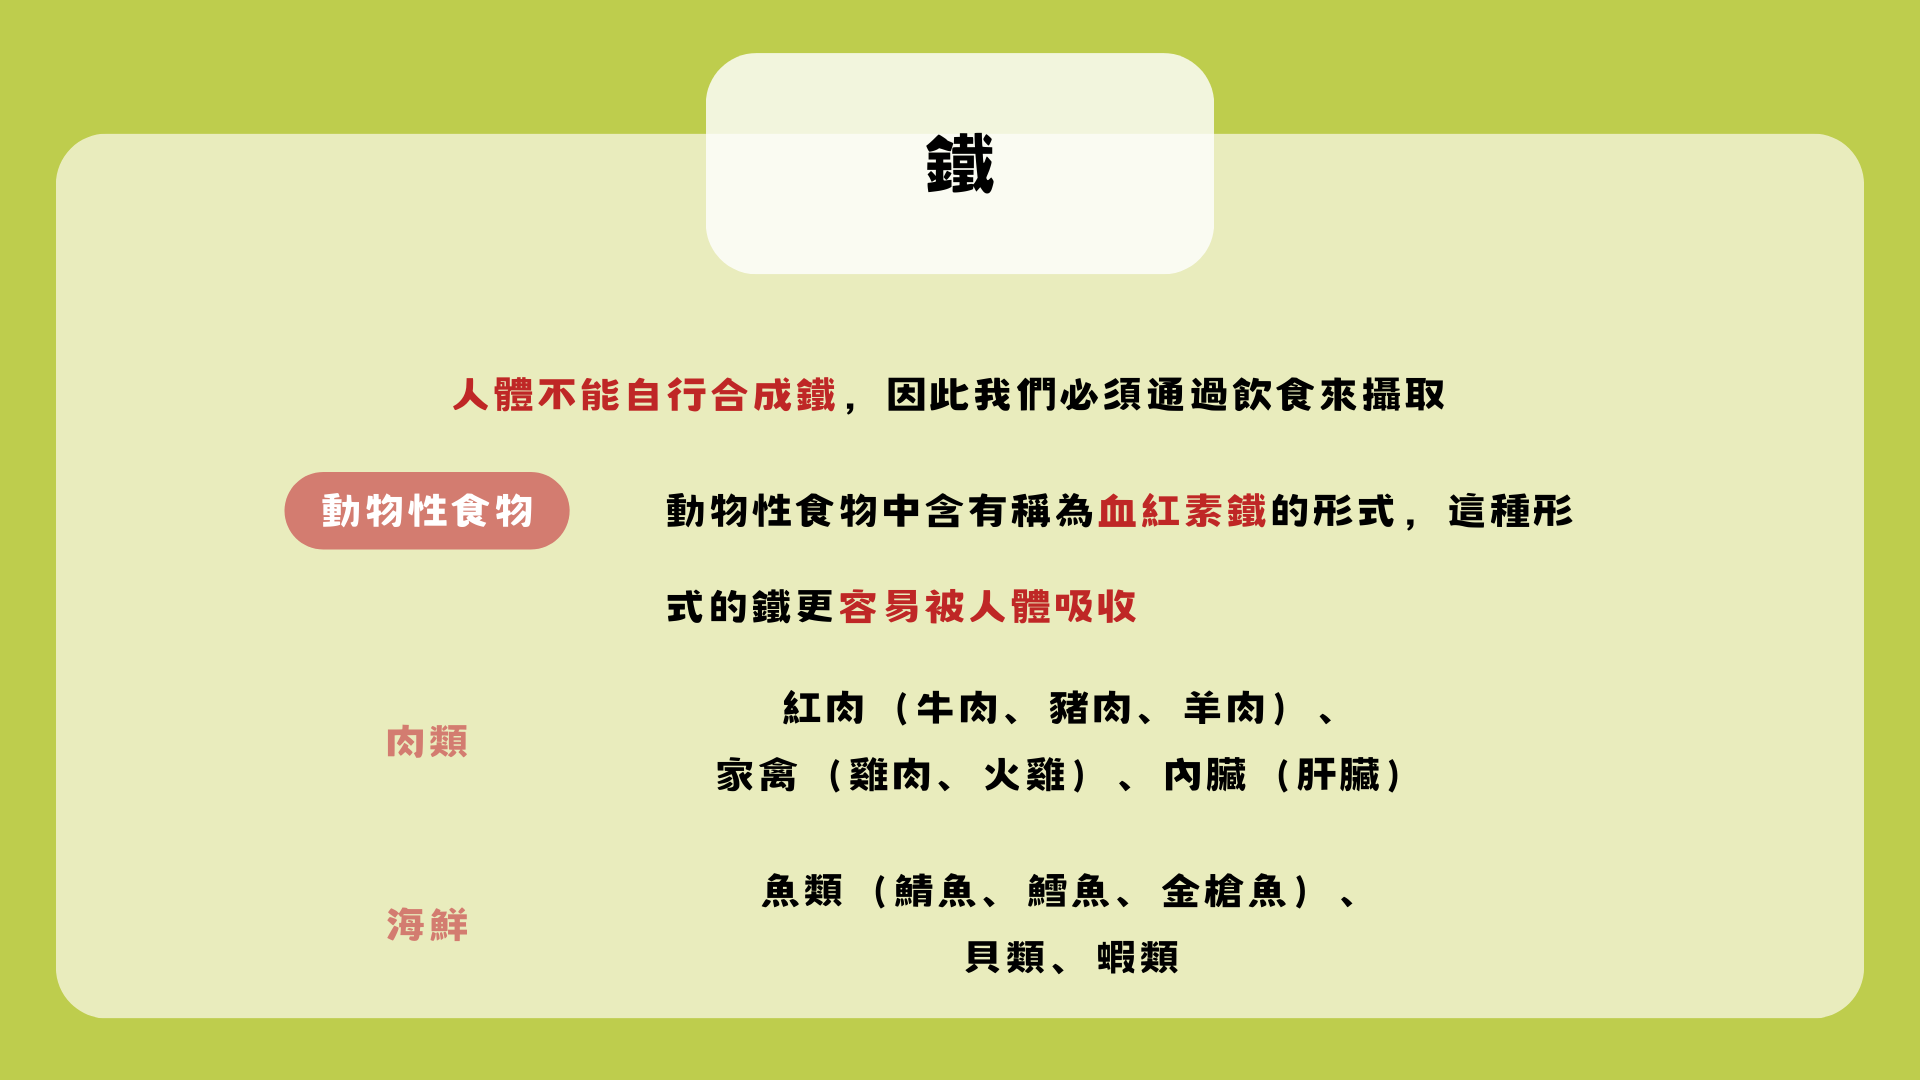 鐵
人體不能自行合成鐵，因此我們必須通過飲食來攝取
動物性食物
動物性食物中含有稱為血紅素鐵的形式，這種形
式的鐵更容易被人體吸收
肉類
紅肉（牛肉、豬肉、羊肉）、
家禽（雞肉、火雞）、內臟（肝臟）
海鮮
魚類（鯖魚、鱈魚、金槍魚）、
貝類、蝦類